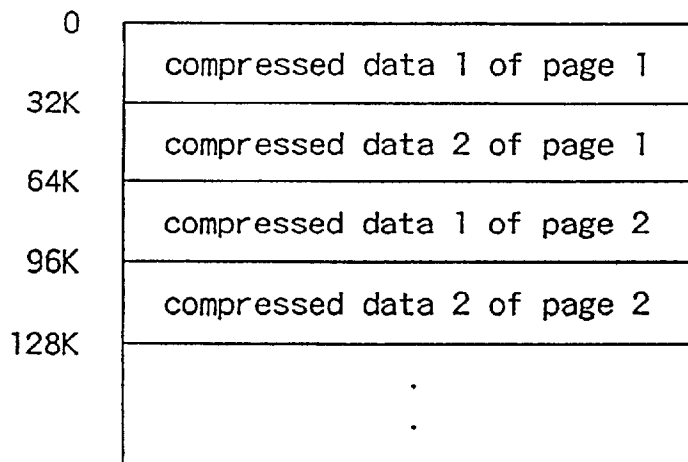 0
compressed data 1 of page 1
32K
compressed data 2 of page 1
64K
compressed data 1 of page 2
96K
compressed data 2 of page 2
128K
.
.